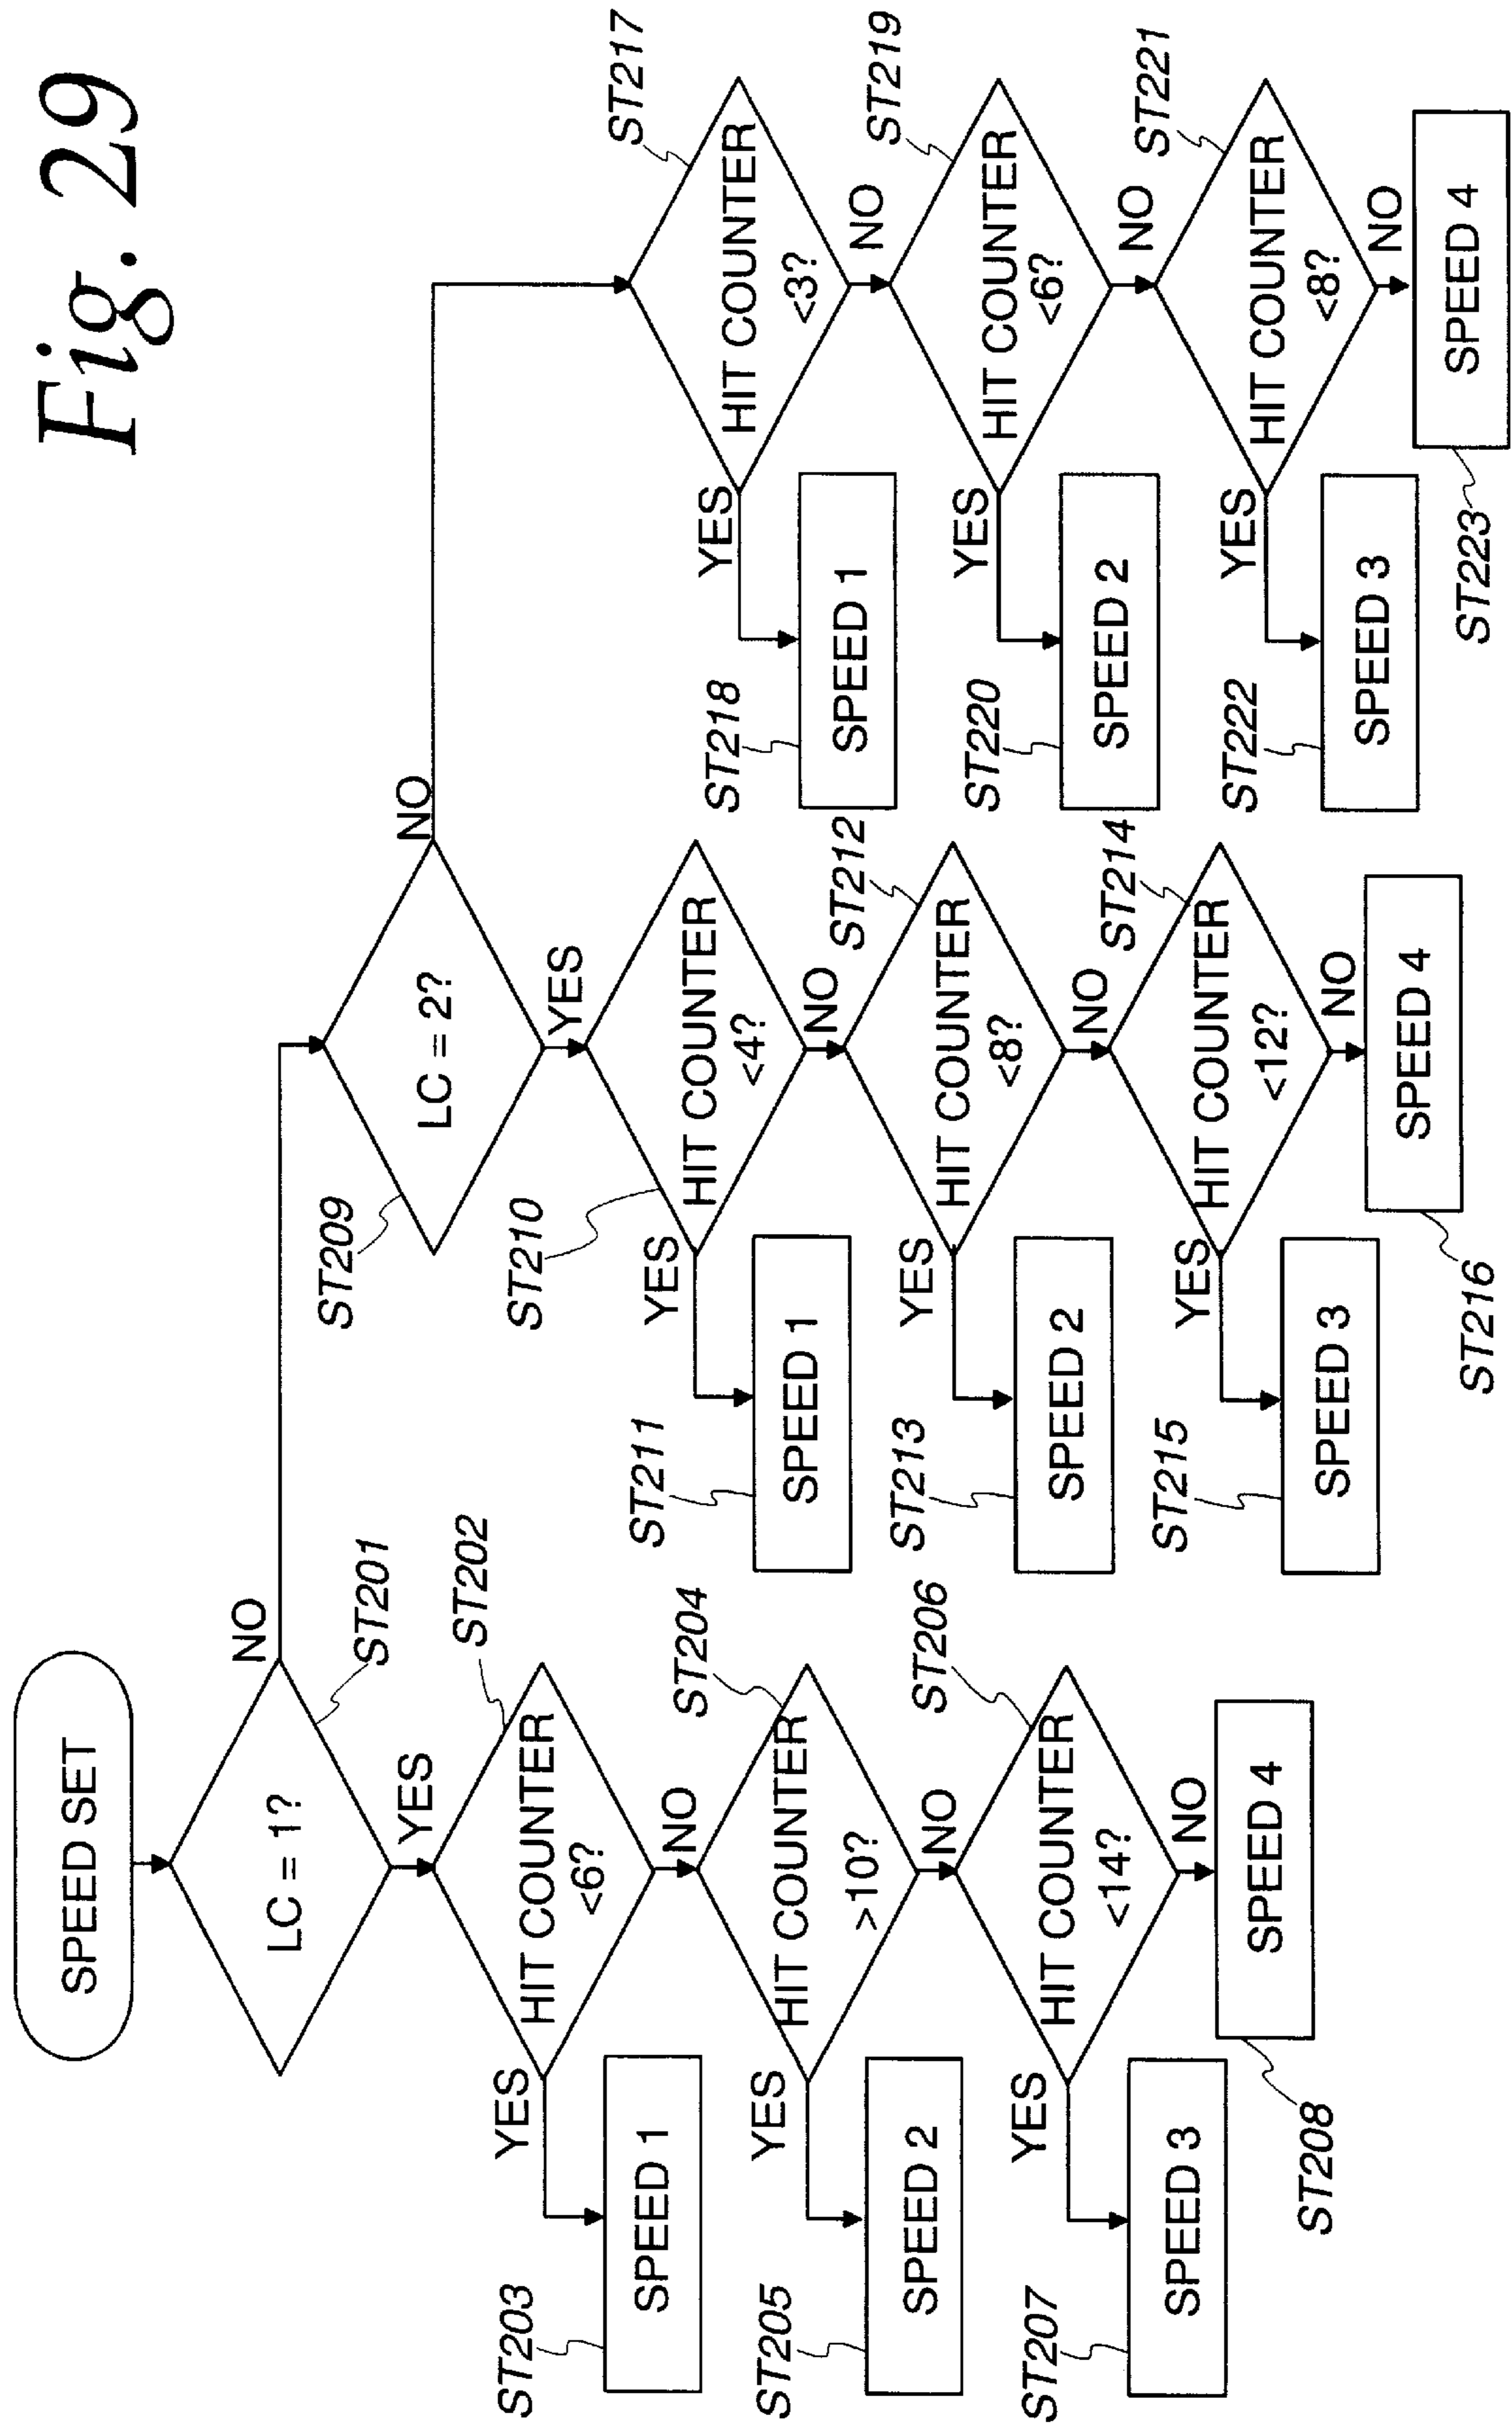 Fig. 29
SPEED SET
LC = 1?
NO
ST201
YES
HIT COUNTER
<6?
ST202
YES
ST203
SPEED 1
NO
HIT COUNTER
>10?
ST204
YES
ST205
SPEED 2
NO
HIT COUNTER
<14?
ST206
YES
ST207
SPEED 3
NO
SPEED 4
ST208
LC = 2?
ST209
NO
YES
ST210
HIT COUNTER
<4?
YES
ST211
SPEED 1
NO
ST212
HIT COUNTER
<8?
YES
ST213
SPEED 2
NO
ST214
HIT COUNTER
<12?
YES
ST215
SPEED 3
NO
SPEED 4
ST216
ST217
HIT COUNTER
<3?
YES
ST218
SPEED 1
NO
ST219
HIT COUNTER
<6?
YES
ST220
SPEED 2
NO
ST221
HIT COUNTER
<8?
YES
ST222
SPEED 3
NO
SPEED 4
ST223